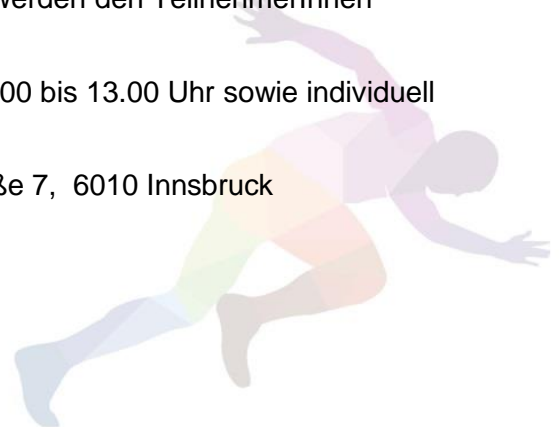 werden den TeilnehmerInnen
00 bis 13.00 Uhr sowie individuell
ße 7, 6010 Innsbruck